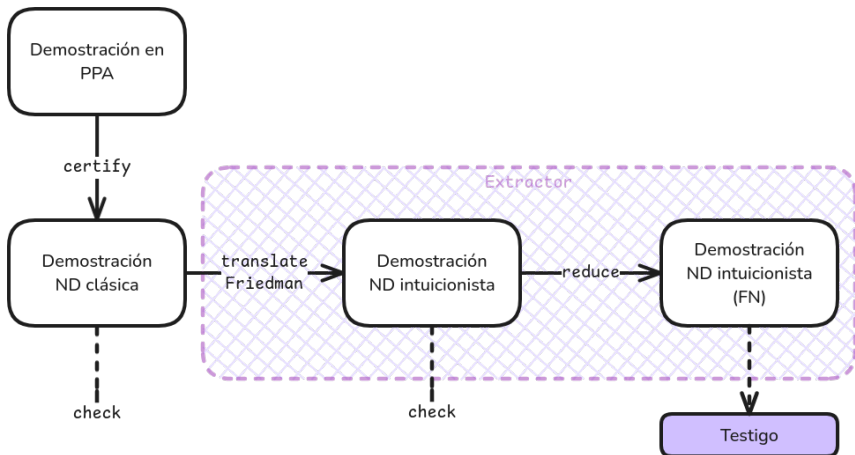 Demostración en
PPA
certify
Extractor
Demostración
ND clásica
translate
Friedman
Demostración
ND intuicionista
reduce
Demostración
ND intuicionista
(FN)
check
check
Testigo